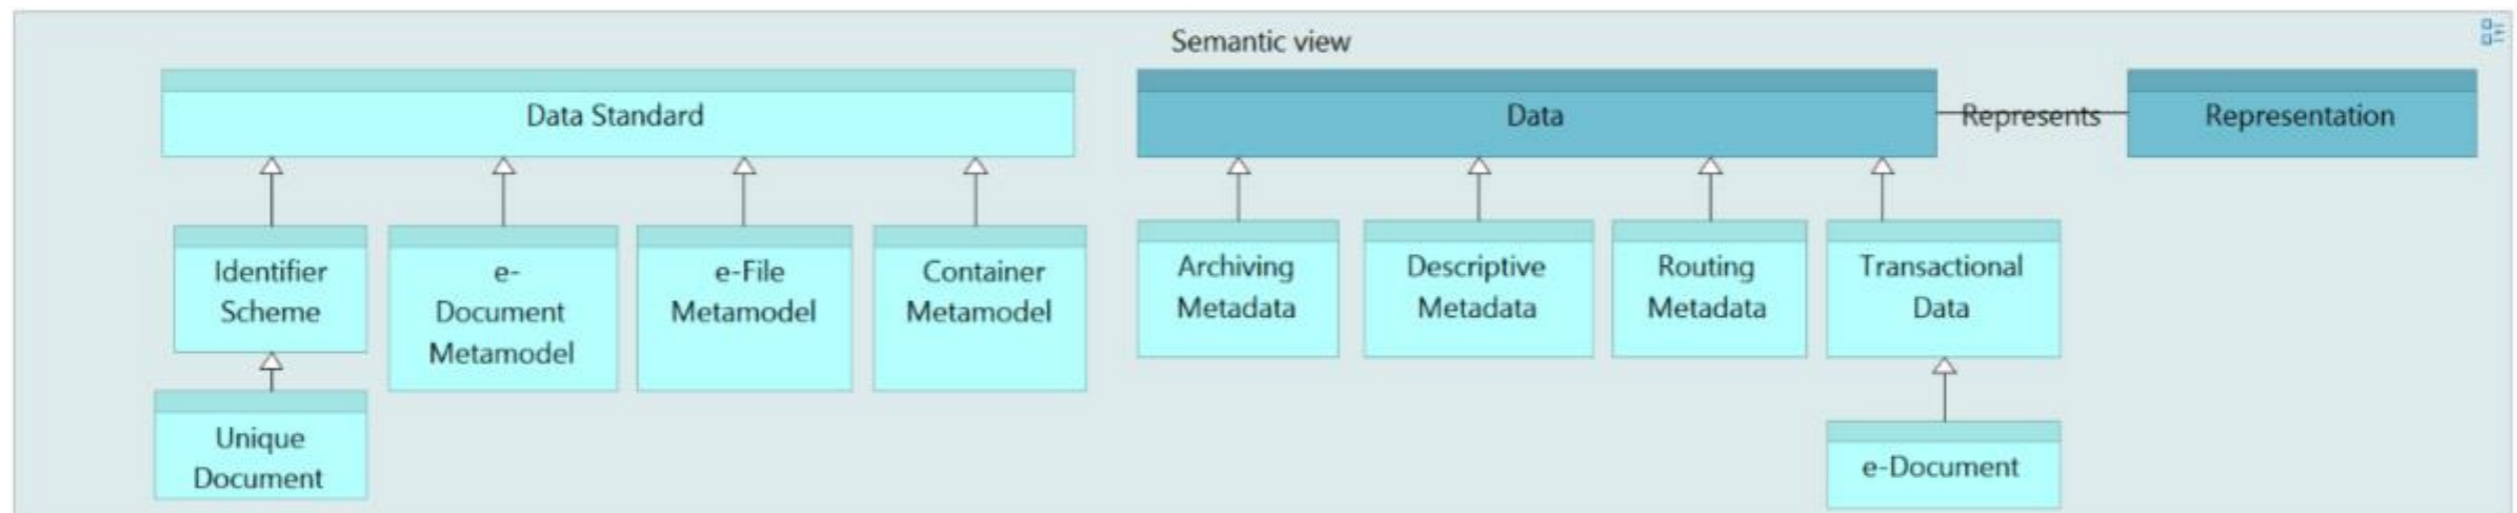 Semantic view
Data Standard
Data
Represents
Representation
Identifier
Scheme
e-
Document
Metamodel
e-File
Metamodel
Container
Metamodel
Archiving
Metadata
Descriptive
Metadata
Routing
Metadata
Transactional
Data
Unique
Document
e-Document